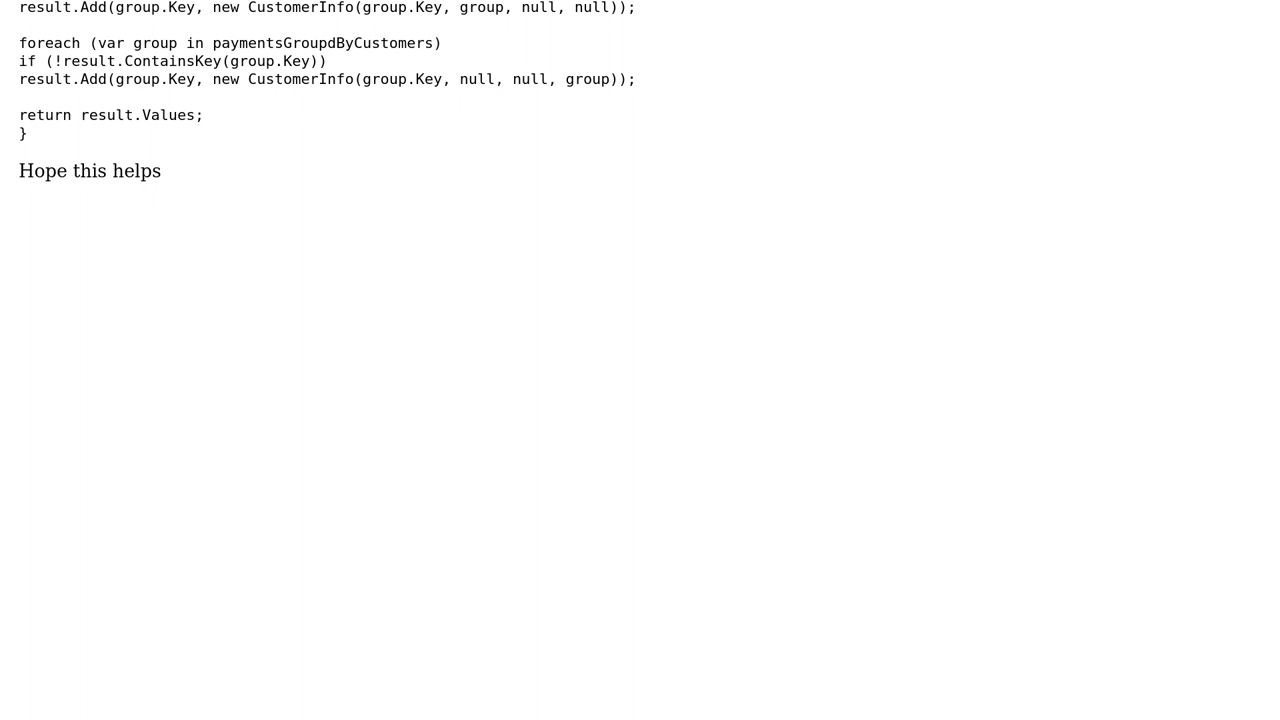 result.Add(group.Key, new CustomerInfo(group.Key, group, null, null));
foreach (var group in paymentsGroupdByCustomers)
if (!result.ContainsKey(group.Key))
result.Add(group.Key, new CustomerInfo(group.Key, null, null, group));
return result.Values;
}
Hope this helps